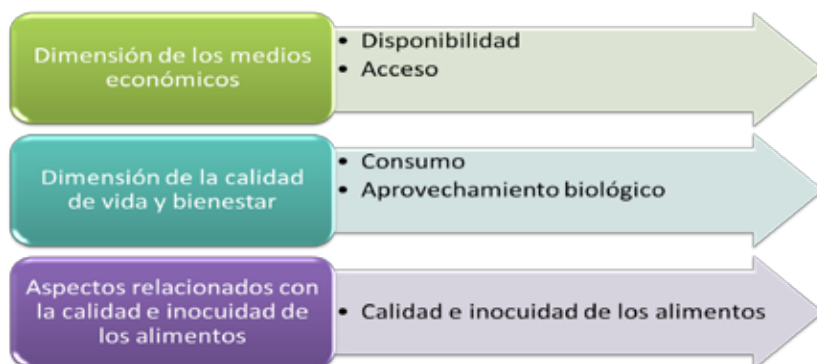 Dimensión de los medios
económicos
• Disponibilidad
• Acceso
Dimensión de la calidad
de vida y bienestar
• Consumo
• Aprovechamiento biológico
Aspectos relacionados con
la calidad e inocuidad de
los alimentos
• Calidad e inocuidad de los alimentos